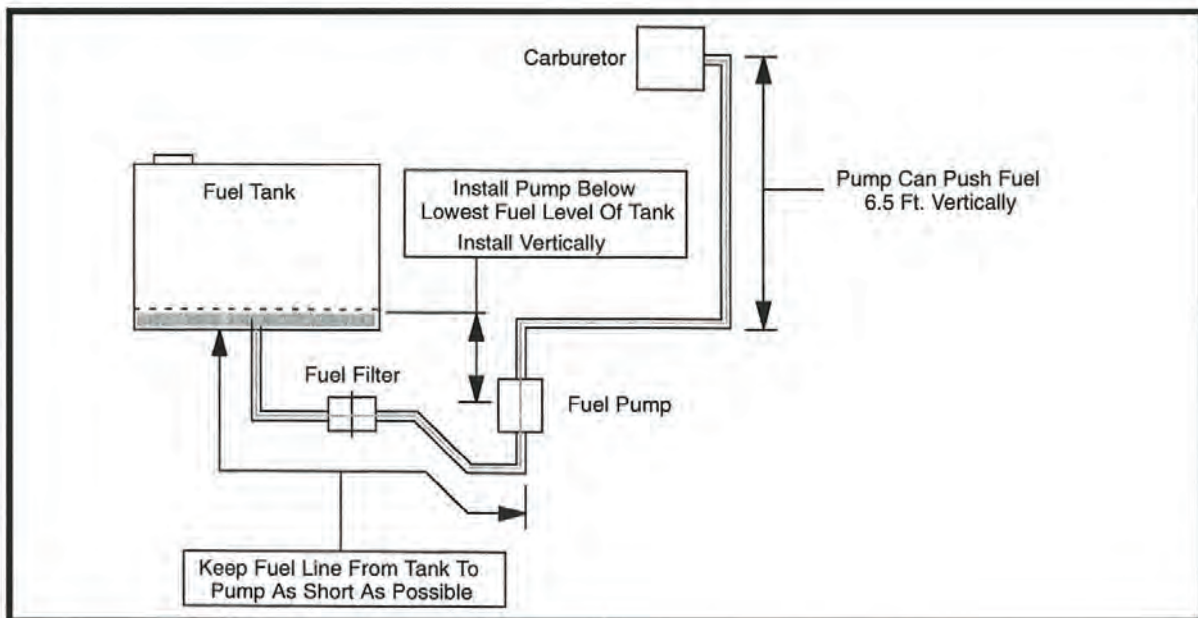 Carburetor
Fuel Tank
Install Pump Below
Lowest Fuel Level Of Tank
Install Vertically
Pump Can Push Fuel
6.5 Ft. Vertically
Fuel Filter
Fuel Pump
Keep Fuel Line From Tank To
Pump As Short As Possible